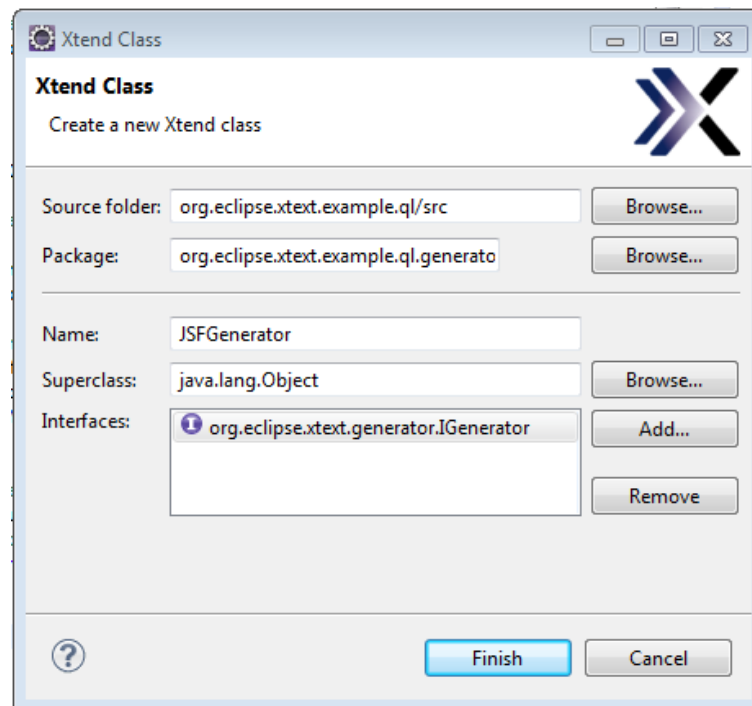 Xtend Class
Xtend Class
Create a new Xtend class
Source folder: org.eclipse.xtext.example.ql/src Browse...
Package: org.eclipse.xtext.example.ql.generato Browse...
Name: JSFGenerator
Superclass: java.lang.Object Browse...
Interfaces: org.eclipse.xtext.generator.IGenerator Add...
Remove
? Finish Cancel